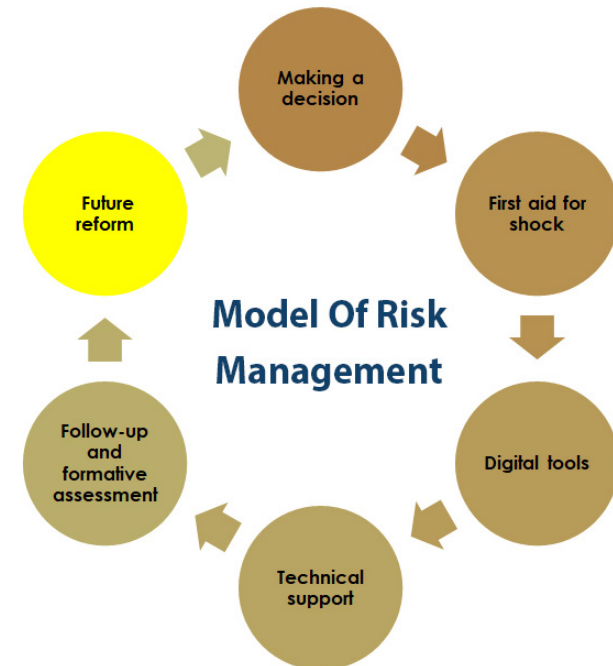 Making a
decision
First aid for
shock
Digital tools
Technical
support
Follow-up
and
formative
assessment
Future
reform
Model Of Risk
Management